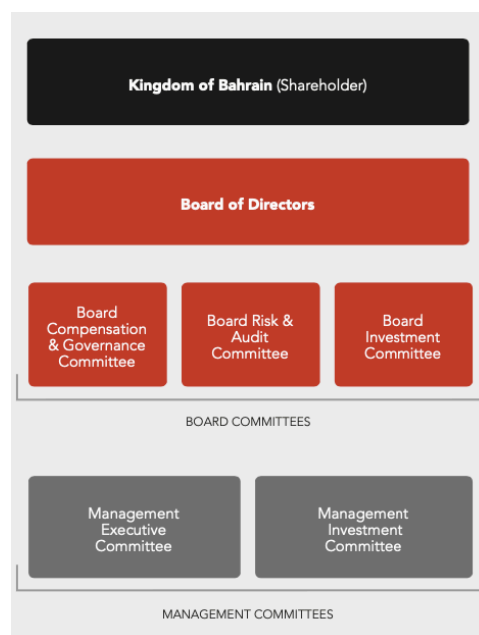 Kingdom of Bahrain (Shareholder)
Board of Directors
Board
Compensation
& Governance
Committee
Board Risk &
Audit
Committee
Board
Investment
Committee
BOARD COMMITTEES
Management
Executive
Committee
Management
Investment
Committee
MANAGEMENT COMMITTEES